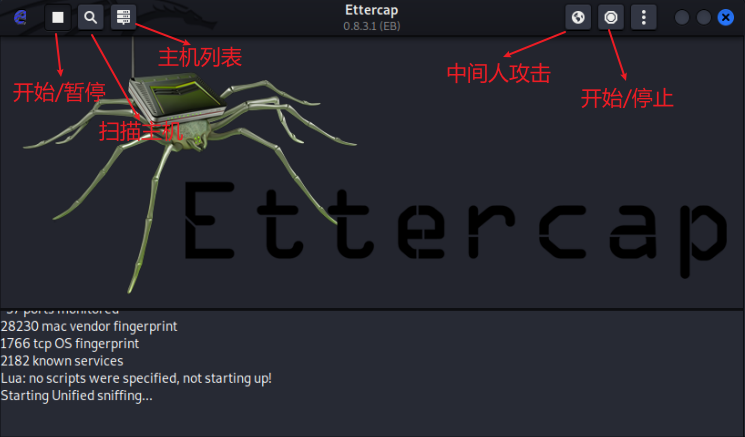 Ettercap
0.8.3.1 (EB)
主机列表
开始/暂停
扫描主机
中间人攻击
开始/停止
Ettercap
57 ports monitored
28230 mac vendor fingerprint
1766 tcp OS fingerprint
2182 known services
Lua: no scripts were specified, not starting up!
Starting Unified sniffing...